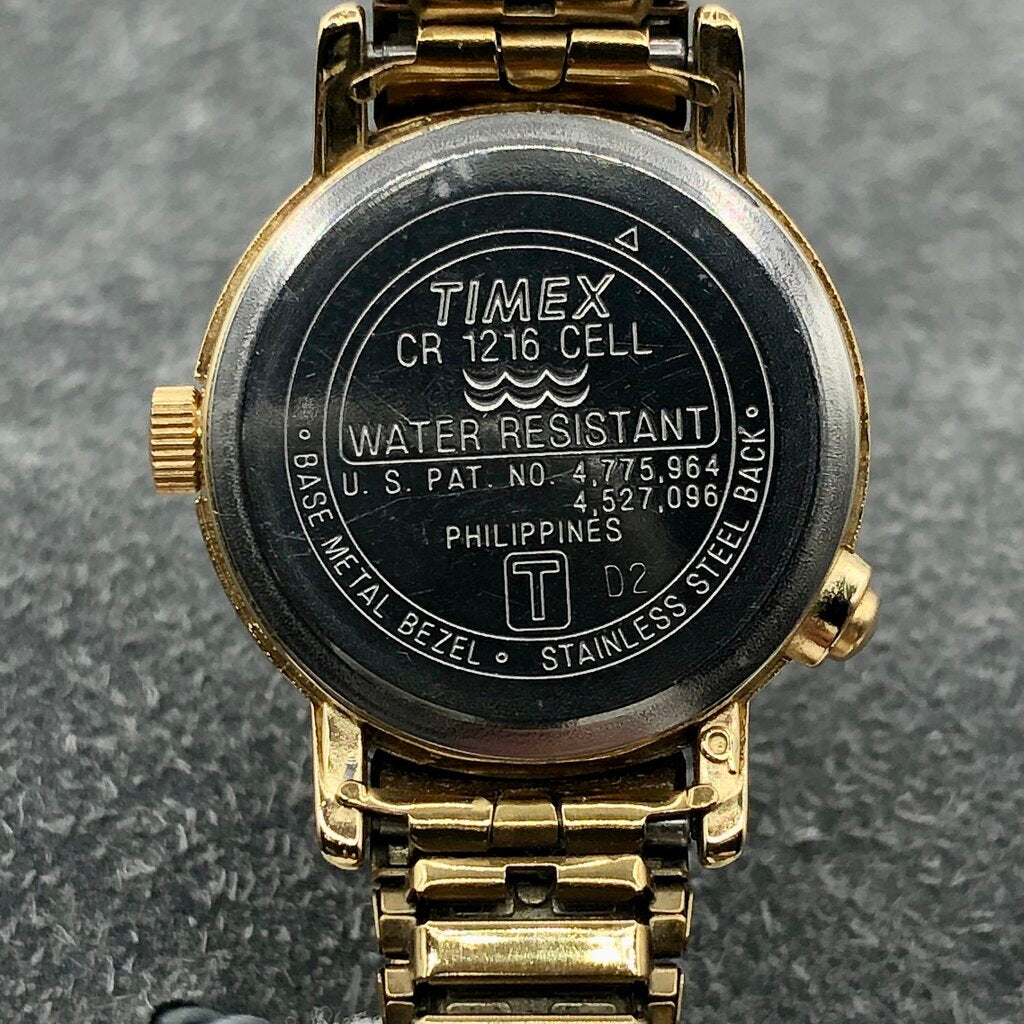 TIMEX
CR 1216 CELL
WATER RESISTANT
U. S. PAT. NO. 4,775,964
4,527,096
PHILIPPINES
T D2
BASE METAL BEZEL ° STAINLESS STEEL BACK